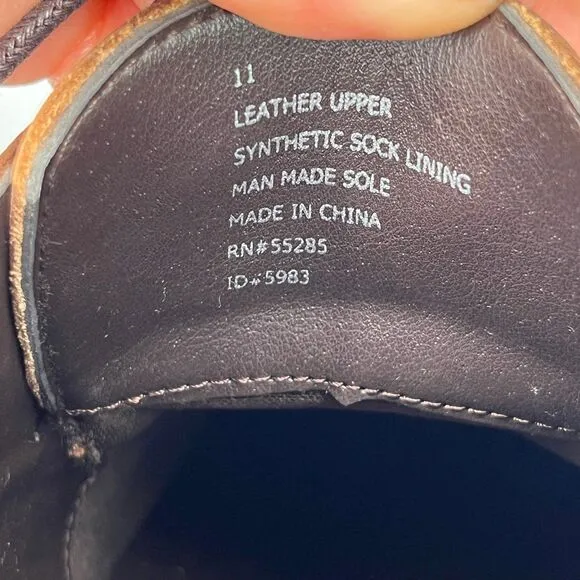 11
LEATHER UPPER
SYNTHETIC SOCK LINING
MAN MADE SOLE
MADE IN CHINA
RN#55285
ID#5983